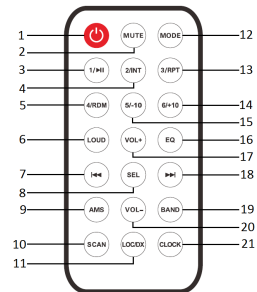 1 MUTE MODE 12
2
3 1/►II 2/INT 3/RPT 13
4
5 4/RDM 5/-10 6/+10 14
15
6 LOUD VOL+ EQ 16
17
7 SEL 18
8
9 AMS VOL- BAND 19
20
10 SCAN LOC/DX CLOCK 21
11